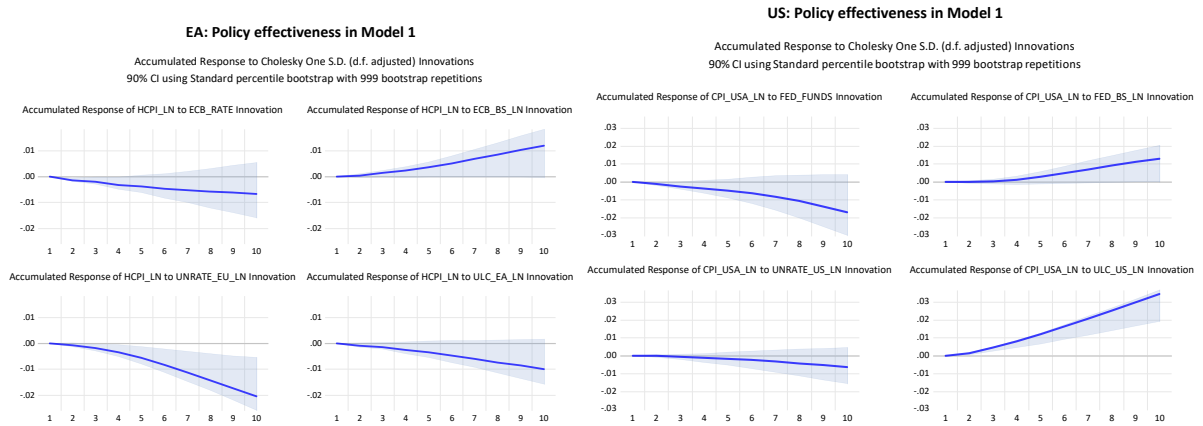 EA: Policy effectiveness in Model 1
Accumulated Response to Cholesky One S.D. (d.f. adjusted) Innovations
90% CI using Standard percentile bootstrap with 999 bootstrap repetitions
Accumulated Response of HCPI_LN to ECB_RATE Innovation
.01
.00
-.01
-.02
1 2 3 4 5 6 7 8 9 10
Accumulated Response of HCPI_LN to ECB_BS_LN Innovation
.01
.00
-.01
-.02
1 2 3 4 5 6 7 8 9 10
Accumulated Response of HCPI_LN to UNRATE_EU_LN Innovation
.01
.00
-.01
-.02
1 2 3 4 5 6 7 8 9 10
Accumulated Response of HCPI_LN to ULC_EA_LN Innovation
.01
.00
-.01
-.02
1 2 3 4 5 6 7 8 9 10
US: Policy effectiveness in Model 1
Accumulated Response to Cholesky One S.D. (d.f. adjusted) Innovations
90% CI using Standard percentile bootstrap with 999 bootstrap repetitions
Accumulated Response of CPI_USA_LN to FED_FUNDS Innovation
.03
.02
.01
.00
-.01
-.02
-.03
1 2 3 4 5 6 7 8 9 10
Accumulated Response of CPI_USA_LN to FED_BS_LN Innovation
.03
.02
.01
.00
-.01
-.02
-.03
1 2 3 4 5 6 7 8 9 10
Accumulated Response of CPI_USA_LN to UNRATE_US_LN Innovation
.03
.02
.01
.00
-.01
-.02
-.03
1 2 3 4 5 6 7 8 9 10
Accumulated Response of CPI_USA_LN to ULC_US_LN Innovation
.03
.02
.01
.00
-.01
-.02
-.03
1 2 3 4 5 6 7 8 9 10